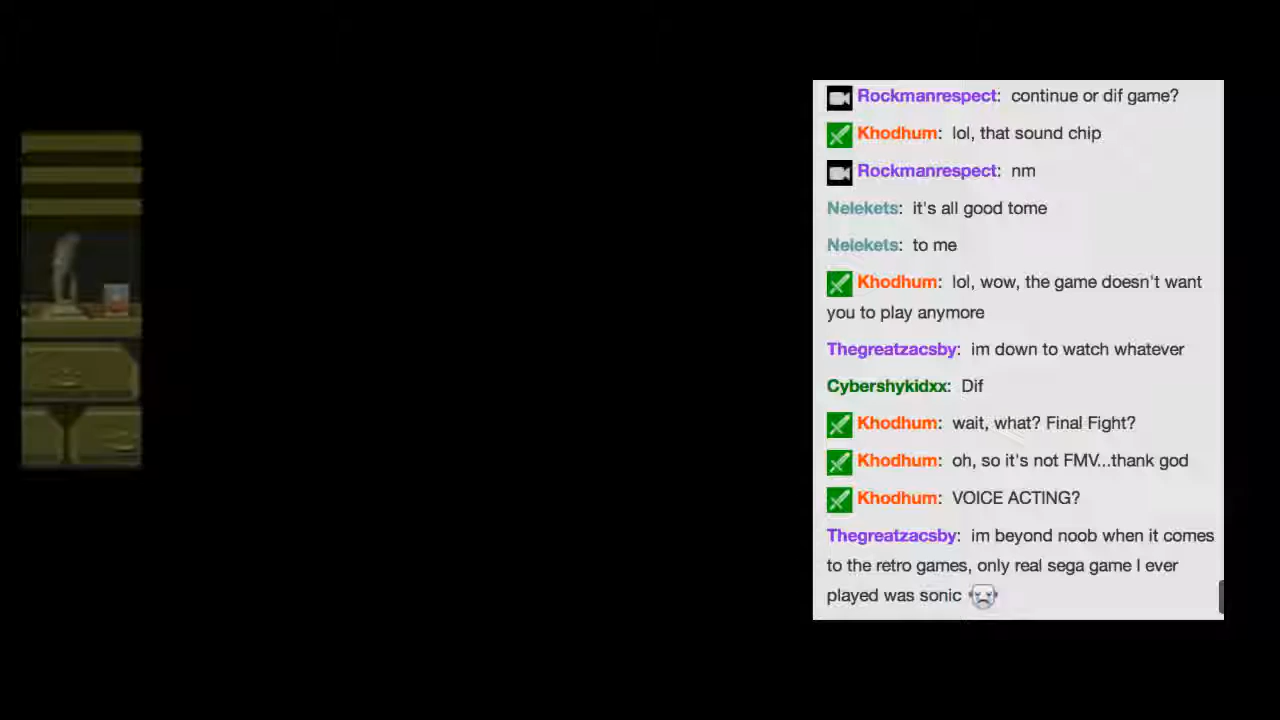 Rockmanrespect: continue or dif game?
Khodhum: lol, that sound chip
Rockmanrespect: nm
Nelekets: it's all good tome
Nelekets: to me
Khodhum: lol, wow, the game doesn't want
you to play anymore
Thegreatzacsby: im down to watch whatever
Cybershykidxx: Dif
Khodhum: wait, what? Final Fight?
Khodhum: oh, so it's not FMV...thank god
Khodhum: VOICE ACTING?
Thegreatzacsby: im beyond noob when it comes
to the retro games, only real sega game I ever
played was sonic